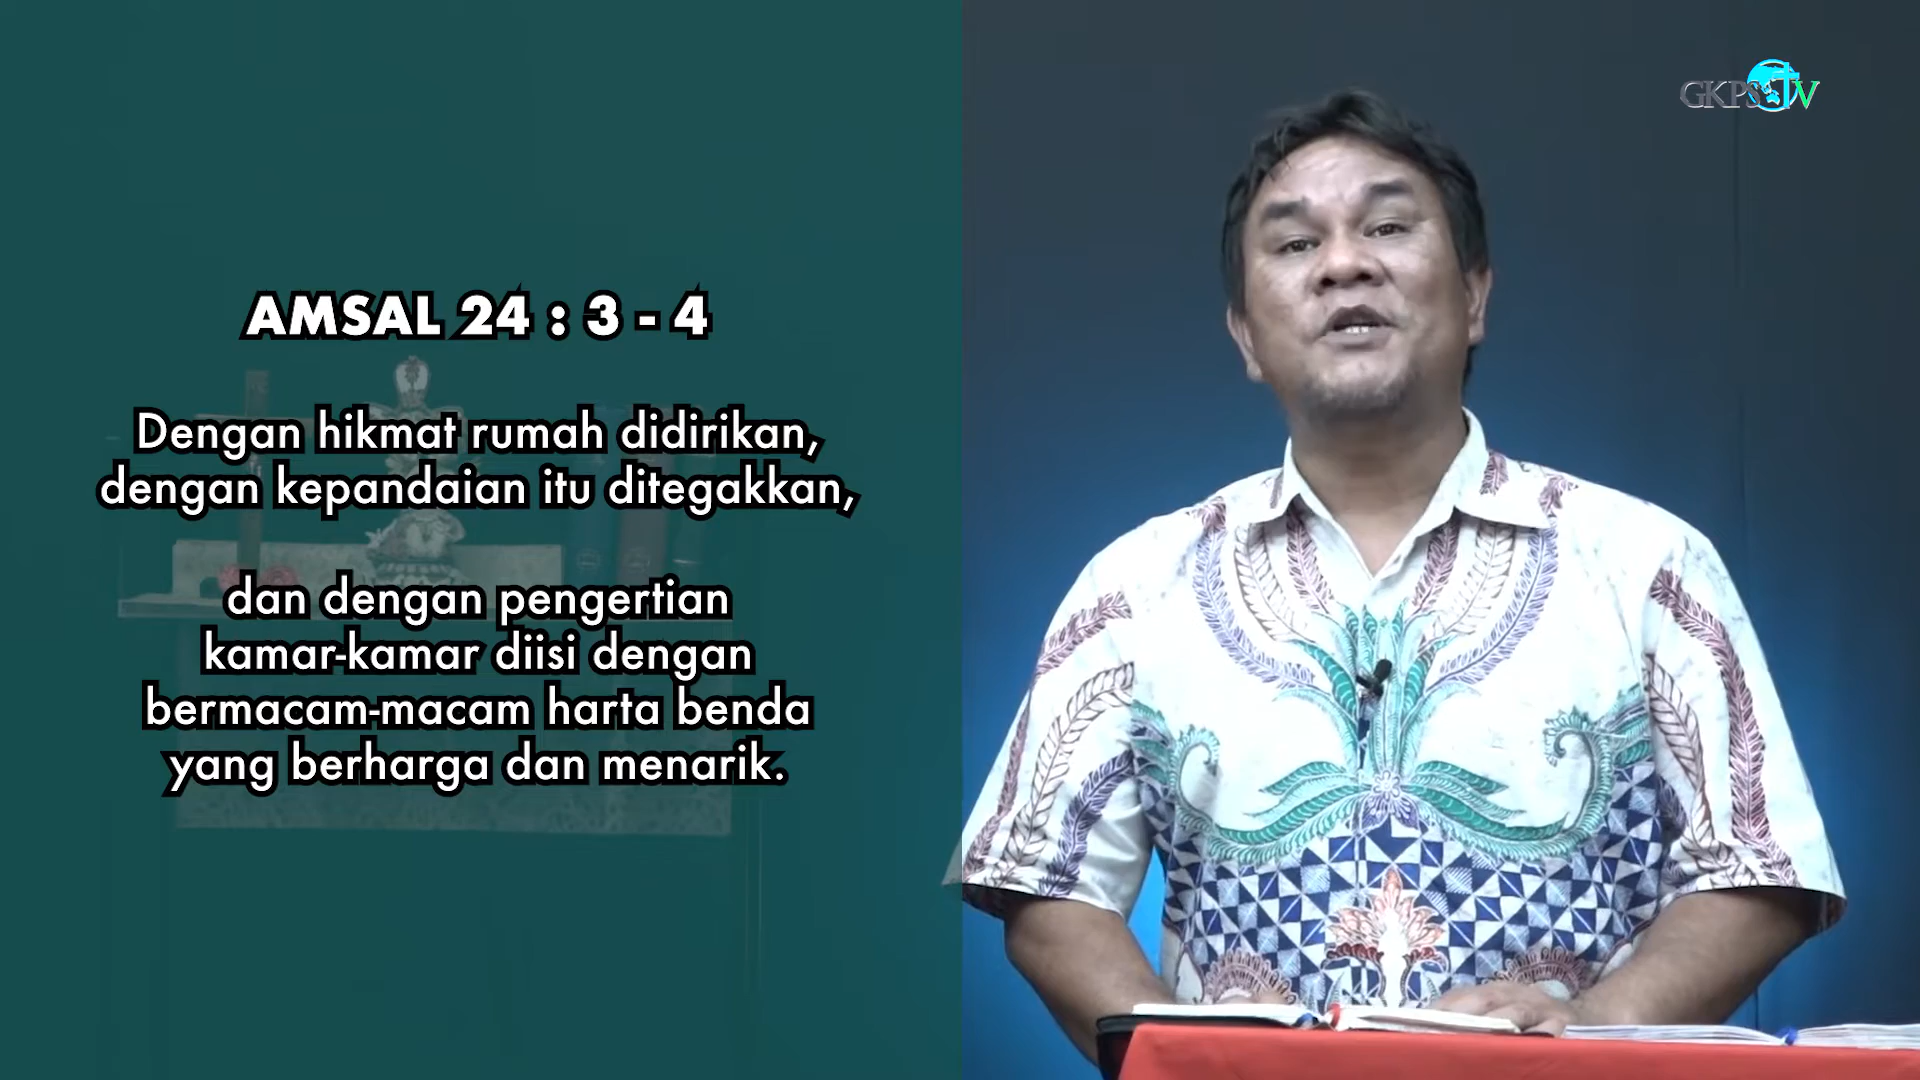 GKPS TV
AMSAL 24 : 3 - 4
Dengan hikmat rumah didirikan,
dengan kepandaian itu ditegakkan,
dan dengan pengertian
kamar-kamar diisi dengan
bermacam-macam harta benda
yang berharga dan menarik.